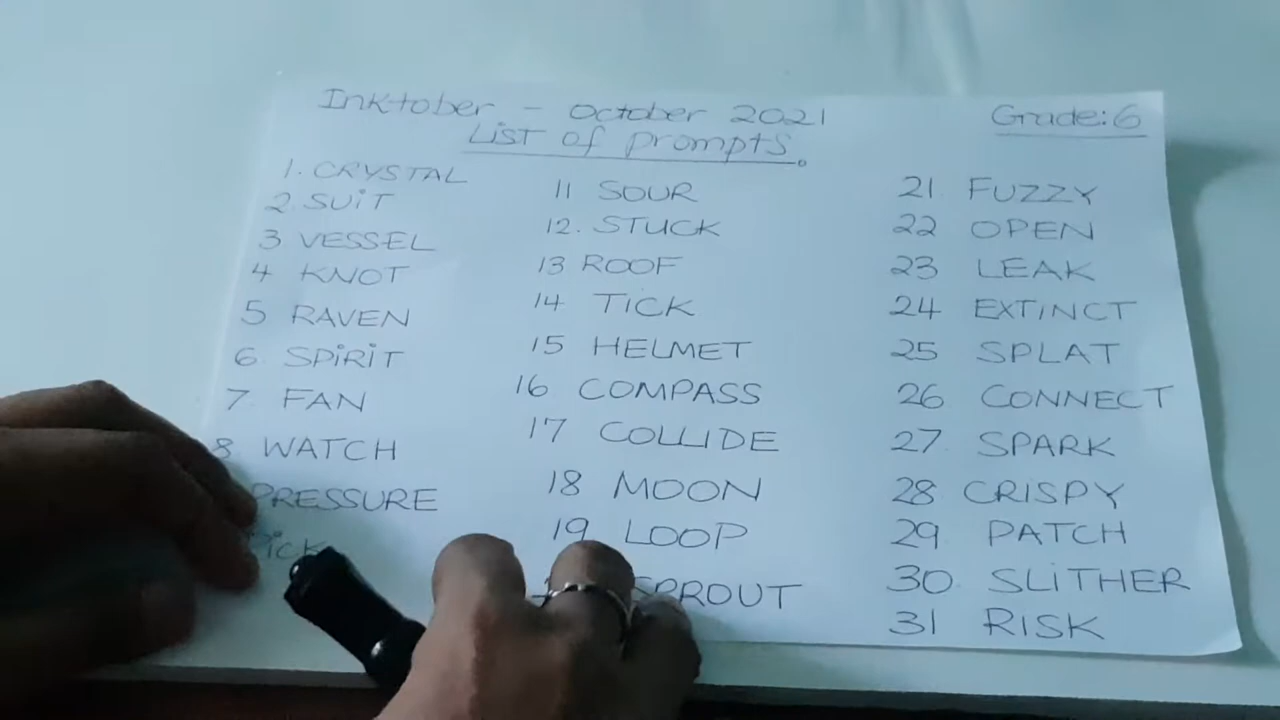 Inktober - October 2021
Grade: 6
List of prompts.
1. CRYSTAL
2 SUiT
3 VESSEL
4 KNOT
5 RAVEN
6. SPiRiT
7. FAN
8 WATCH
PRESSURE
Pick
11 SOUR
12. STUCK
13 ROOF
14 TICK
15 HELMET
16 COMPASS
17 COLLIDE
18 MOON
19 LOOP
SPROUT
21 FUZZY
22 OPEN
23 LEAK
24 EXTiNCT
25 SPLAT
26 CONNECT
27. SPARK
28 CRISPY
29 PATCH
30. SLiTHER
31 RiSK